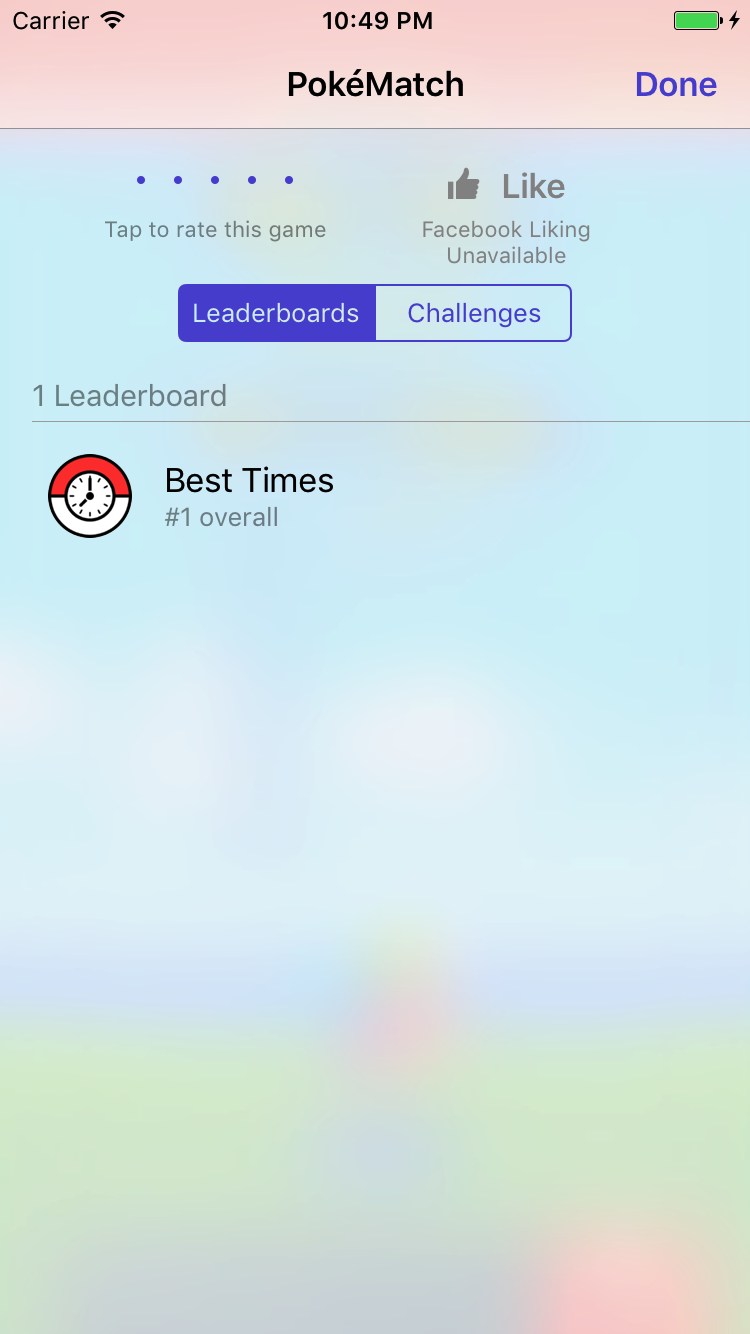 Carrier 10:49 PM
PokéMatch Done
Like
Tap to rate this game
Facebook Liking
Unavailable
Leaderboards Challenges
1 Leaderboard
Best Times
#1 overall